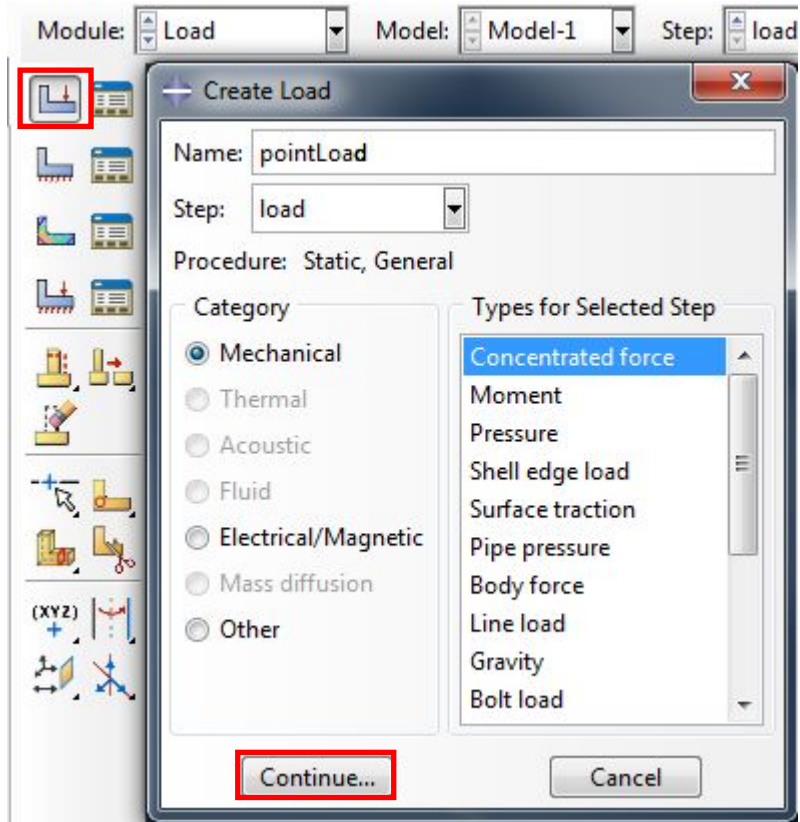 Module: Load Model: Model-1 Step: load
Create Load
Name: pointLoad
Step: load
Procedure: Static, General
Category
Mechanical
Thermal
Acoustic
Fluid
Electrical/Magnetic
Mass diffusion
Other
Types for Selected Step
Concentrated force
Moment
Pressure
Shell edge load
Surface traction
Pipe pressure
Body force
Line load
Gravity
Bolt load
(XYZ)
Continue...
Cancel